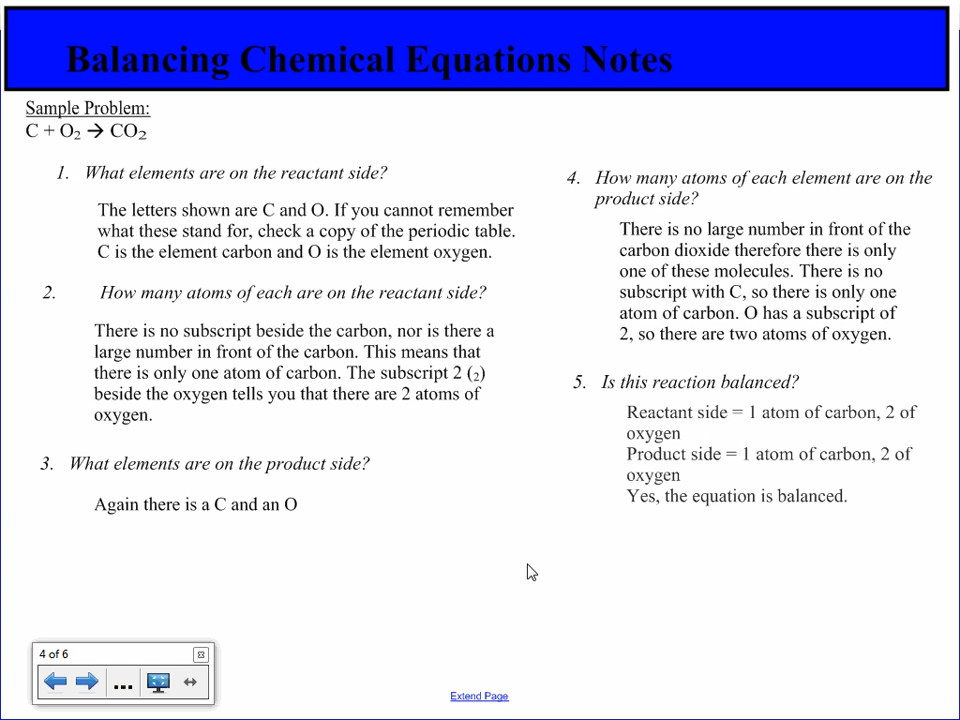 Balancing Chemical Equations Notes
Sample Problem:
C + O₂ → CO₂
1. What elements are on the reactant side?
The letters shown are C and O. If you cannot remember
what these stand for, check a copy of the periodic table.
C is the element carbon and O is the element oxygen.
2. How many atoms of each are on the reactant side?
There is no subscript beside the carbon, nor is there a
large number in front of the carbon. This means that
there is only one atom of carbon. The subscript 2 (₂)
beside the oxygen tells you that there are 2 atoms of
oxygen.
3. What elements are on the product side?
Again there is a C and an O
4. How many atoms of each element are on the
product side?
There is no large number in front of the
carbon dioxide therefore there is only
one of these molecules. There is no
subscript with C, so there is only one
atom of carbon. O has a subscript of
2, so there are two atoms of oxygen.
5. Is this reaction balanced?
Reactant side = 1 atom of carbon, 2 of
oxygen
Product side = 1 atom of carbon, 2 of
oxygen
Yes, the equation is balanced.
4 of 6
...
Extend Page